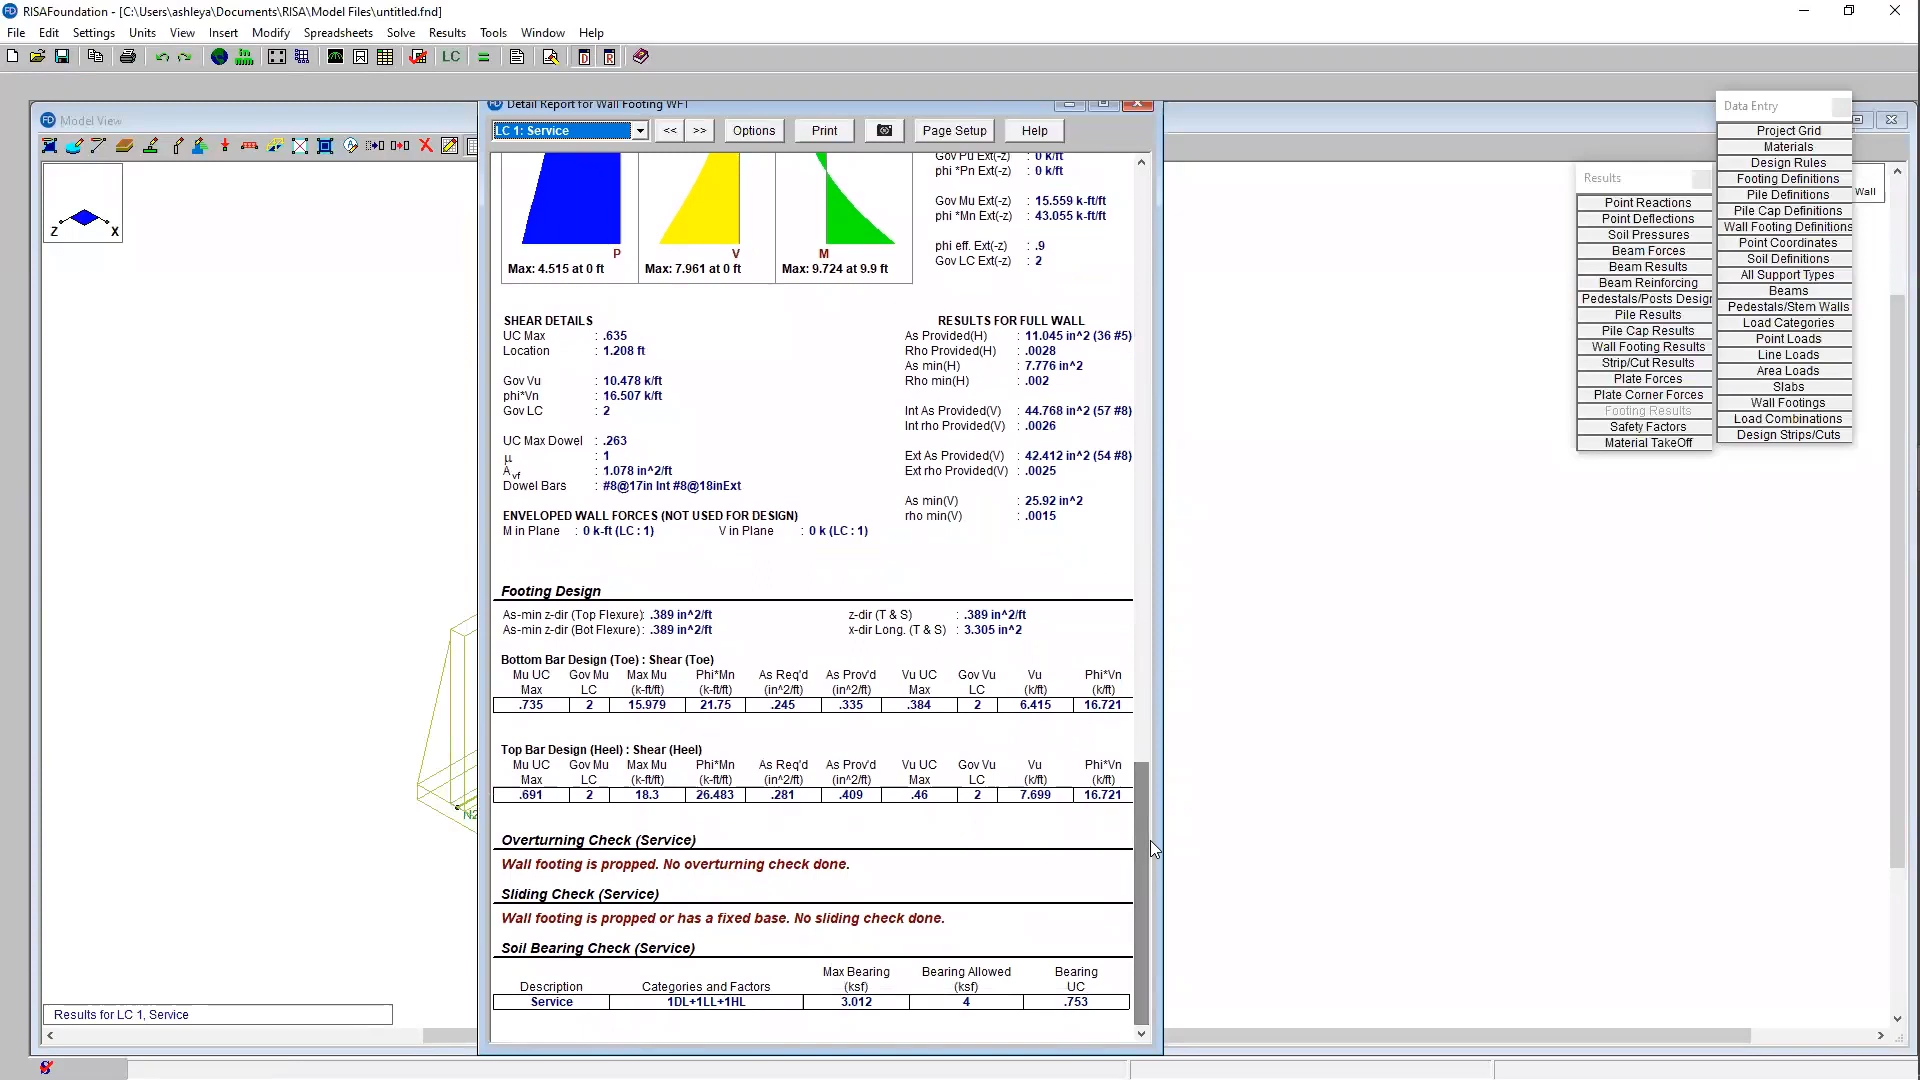 RISAFoundation - [C:\Users\ashleya\Documents\RISA\Model Files\untitled.fnd]
File Edit Settings Units View Insert Modify Spreadsheets Solve Results Tools Window Help
LC
Model View
Z X
Results for LC 1, Service
Detail Report for Wall Footing WF1
LC 1: Service << >> Options Print Page Setup Help
P V M
Max: 4.515 at 0 ft Max: 7.961 at 0 ft Max: 9.724 at 9.9 ft
Gov Pu Ext(-z) : 0 k/ft
phi *Pn Ext(-z) : 0 k/ft
Gov Mu Ext(-z) : 15.559 k-ft/ft
phi *Mn Ext(-z) : 43.055 k-ft/ft
phi eff. Ext(-z) : .9
Gov LC Ext(-z) : 2
SHEAR DETAILS
UC Max : .635
Location : 1.208 ft
Gov Vu : 10.478 k/ft
phi*Vn : 16.507 k/ft
Gov LC : 2
UC Max Dowel : .263
μ : 1
Avf : 1.078 in^2/ft
Dowel Bars : #8@17in Int #8@18inExt
RESULTS FOR FULL WALL
As Provided(H) : 11.045 in^2 (36 #5)
Rho Provided(H) : .0028
As min(H) : 7.776 in^2
Rho min(H) : .002
Int As Provided(V) : 44.768 in^2 (57 #8)
Int rho Provided(V) : .0026
Ext As Provided(V) : 42.412 in^2 (54 #8)
Ext rho Provided(V) : .0025
As min(V) : 25.92 in^2
rho min(V) : .0015
ENVELOPED WALL FORCES (NOT USED FOR DESIGN)
M in Plane : 0 k-ft (LC : 1) V in Plane : 0 k (LC : 1)
Footing Design
As-min z-dir (Top Flexure): .389 in^2/ft z-dir (T & S) : .389 in^2/ft
As-min z-dir (Bot Flexure): .389 in^2/ft x-dir Long. (T & S) : 3.305 in^2
Bottom Bar Design (Toe) : Shear (Toe)
Mu UC Gov Mu Max Mu Phi*Mn As Req'd As Prov'd Vu UC Gov Vu Vu Phi*Vn
Max LC (k-ft/ft) (k-ft/ft) (in^2/ft) (in^2/ft) Max LC (k/ft) (k/ft)
.735 2 15.979 21.75 .245 .335 .384 2 6.415 16.721
Top Bar Design (Heel) : Shear (Heel)
Mu UC Gov Mu Max Mu Phi*Mn As Req'd As Prov'd Vu UC Gov Vu Vu Phi*Vn
Max LC (k-ft/ft) (k-ft/ft) (in^2/ft) (in^2/ft) Max LC (k/ft) (k/ft)
.691 2 18.3 26.483 .281 .409 .46 2 7.699 16.721
Overturning Check (Service)
Wall footing is propped. No overturning check done.
Sliding Check (Service)
Wall footing is propped or has a fixed base. No sliding check done.
Soil Bearing Check (Service)
Max Bearing Bearing Allowed Bearing
Description Categories and Factors (ksf) (ksf) UC
Service 1DL+1LL+1HL 3.012 4 .753
Results
Point Reactions
Point Deflections
Soil Pressures
Beam Forces
Beam Results
Beam Reinforcing
Pedestals/Posts Design
Pile Results
Pile Cap Results
Wall Footing Results
Strip/Cut Results
Plate Forces
Plate Corner Forces
Footing Results
Safety Factors
Material TakeOff
Data Entry
Project Grid
Materials
Design Rules
Footing Definitions
Pile Definitions
Pile Cap Definitions
Wall Footing Definitions
Point Coordinates
Soil Definitions
All Support Types
Beams
Pedestals/Stem Walls
Load Categories
Point Loads
Line Loads
Area Loads
Slabs
Wall Footings
Load Combinations
Design Strips/Cuts
Wall